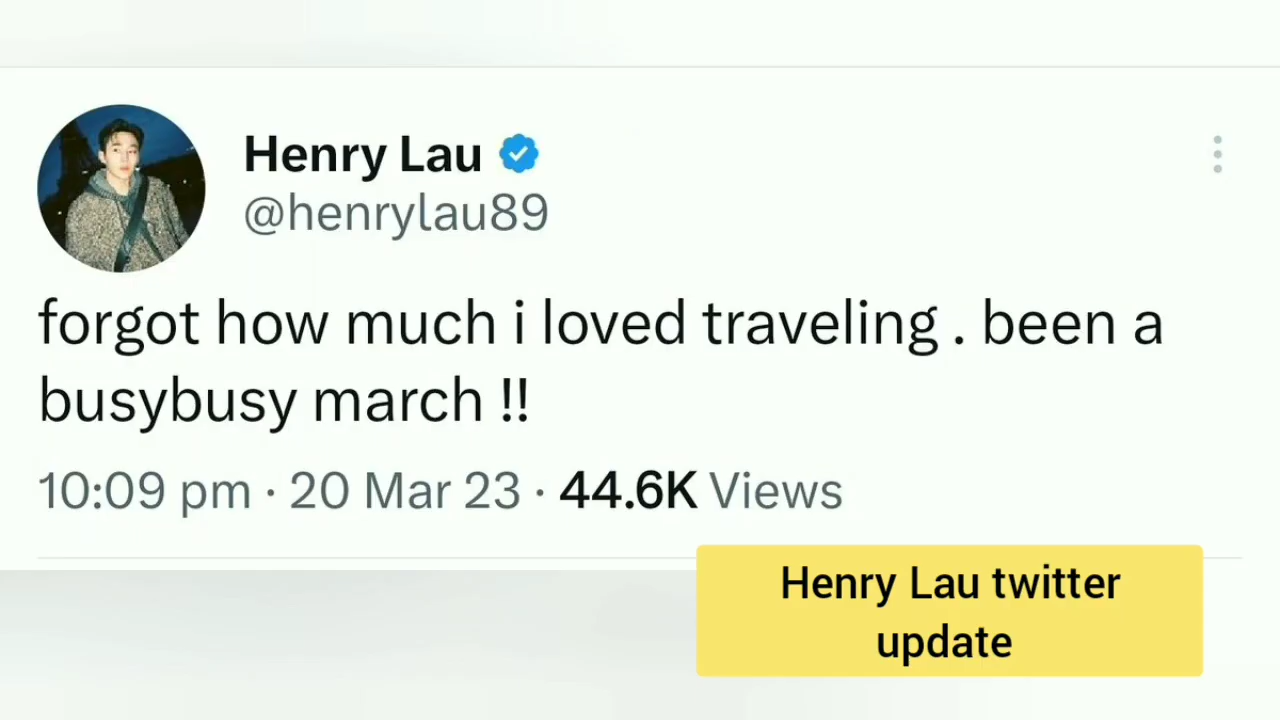 Henry Lau
@henrylau89
forgot how much i loved traveling . been a
busybusy march !!
10:09 pm · 20 Mar 23 · 44.6K Views
Henry Lau twitter
update